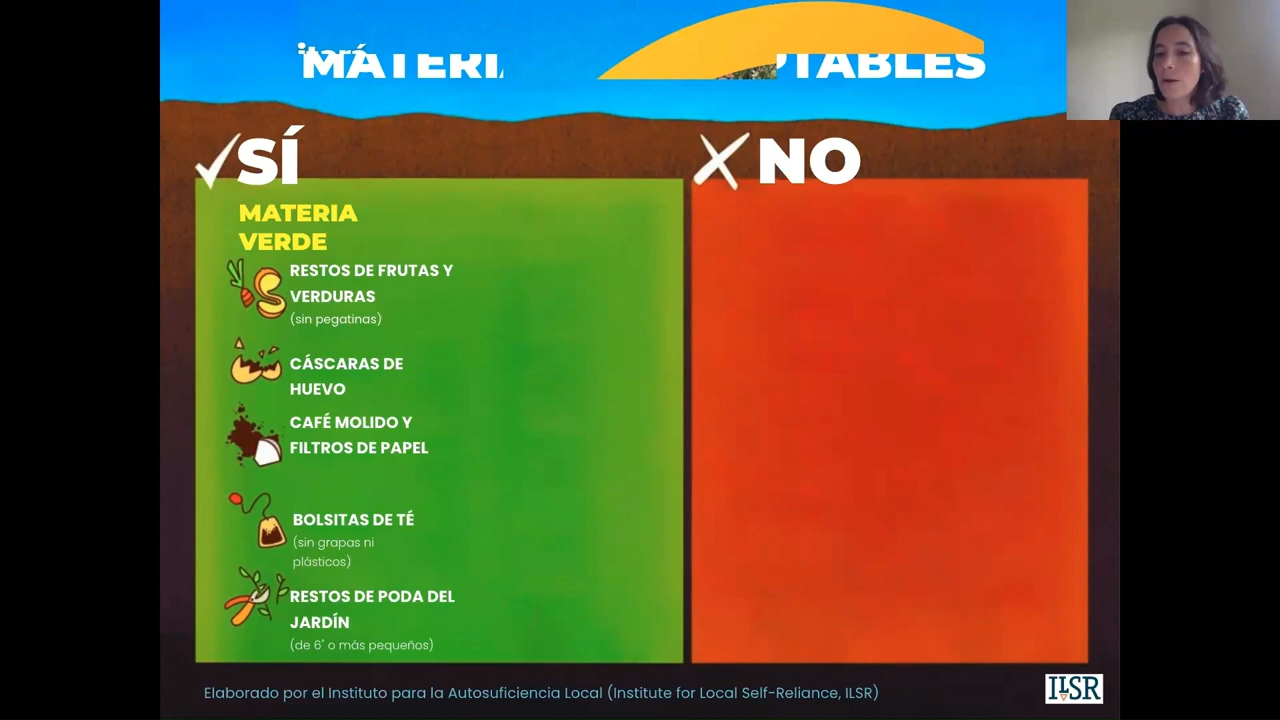 SÍ
NO
MATERIA
VERDE
RESTOS DE FRUTAS Y
VERDURAS
(sin pegatinas)
CÁSCARAS DE
HUEVO
CAFÉ MOLIDO Y
FILTROS DE PAPEL
BOLSITAS DE TÉ
(sin grapas ni
plásticos)
RESTOS DE PODA DEL
JARDÍN
(de 6" o más pequeños)
Elaborado por el Instituto para la Autosuficiencia Local (Institute for Local Self-Reliance, ILSR)
ILSR